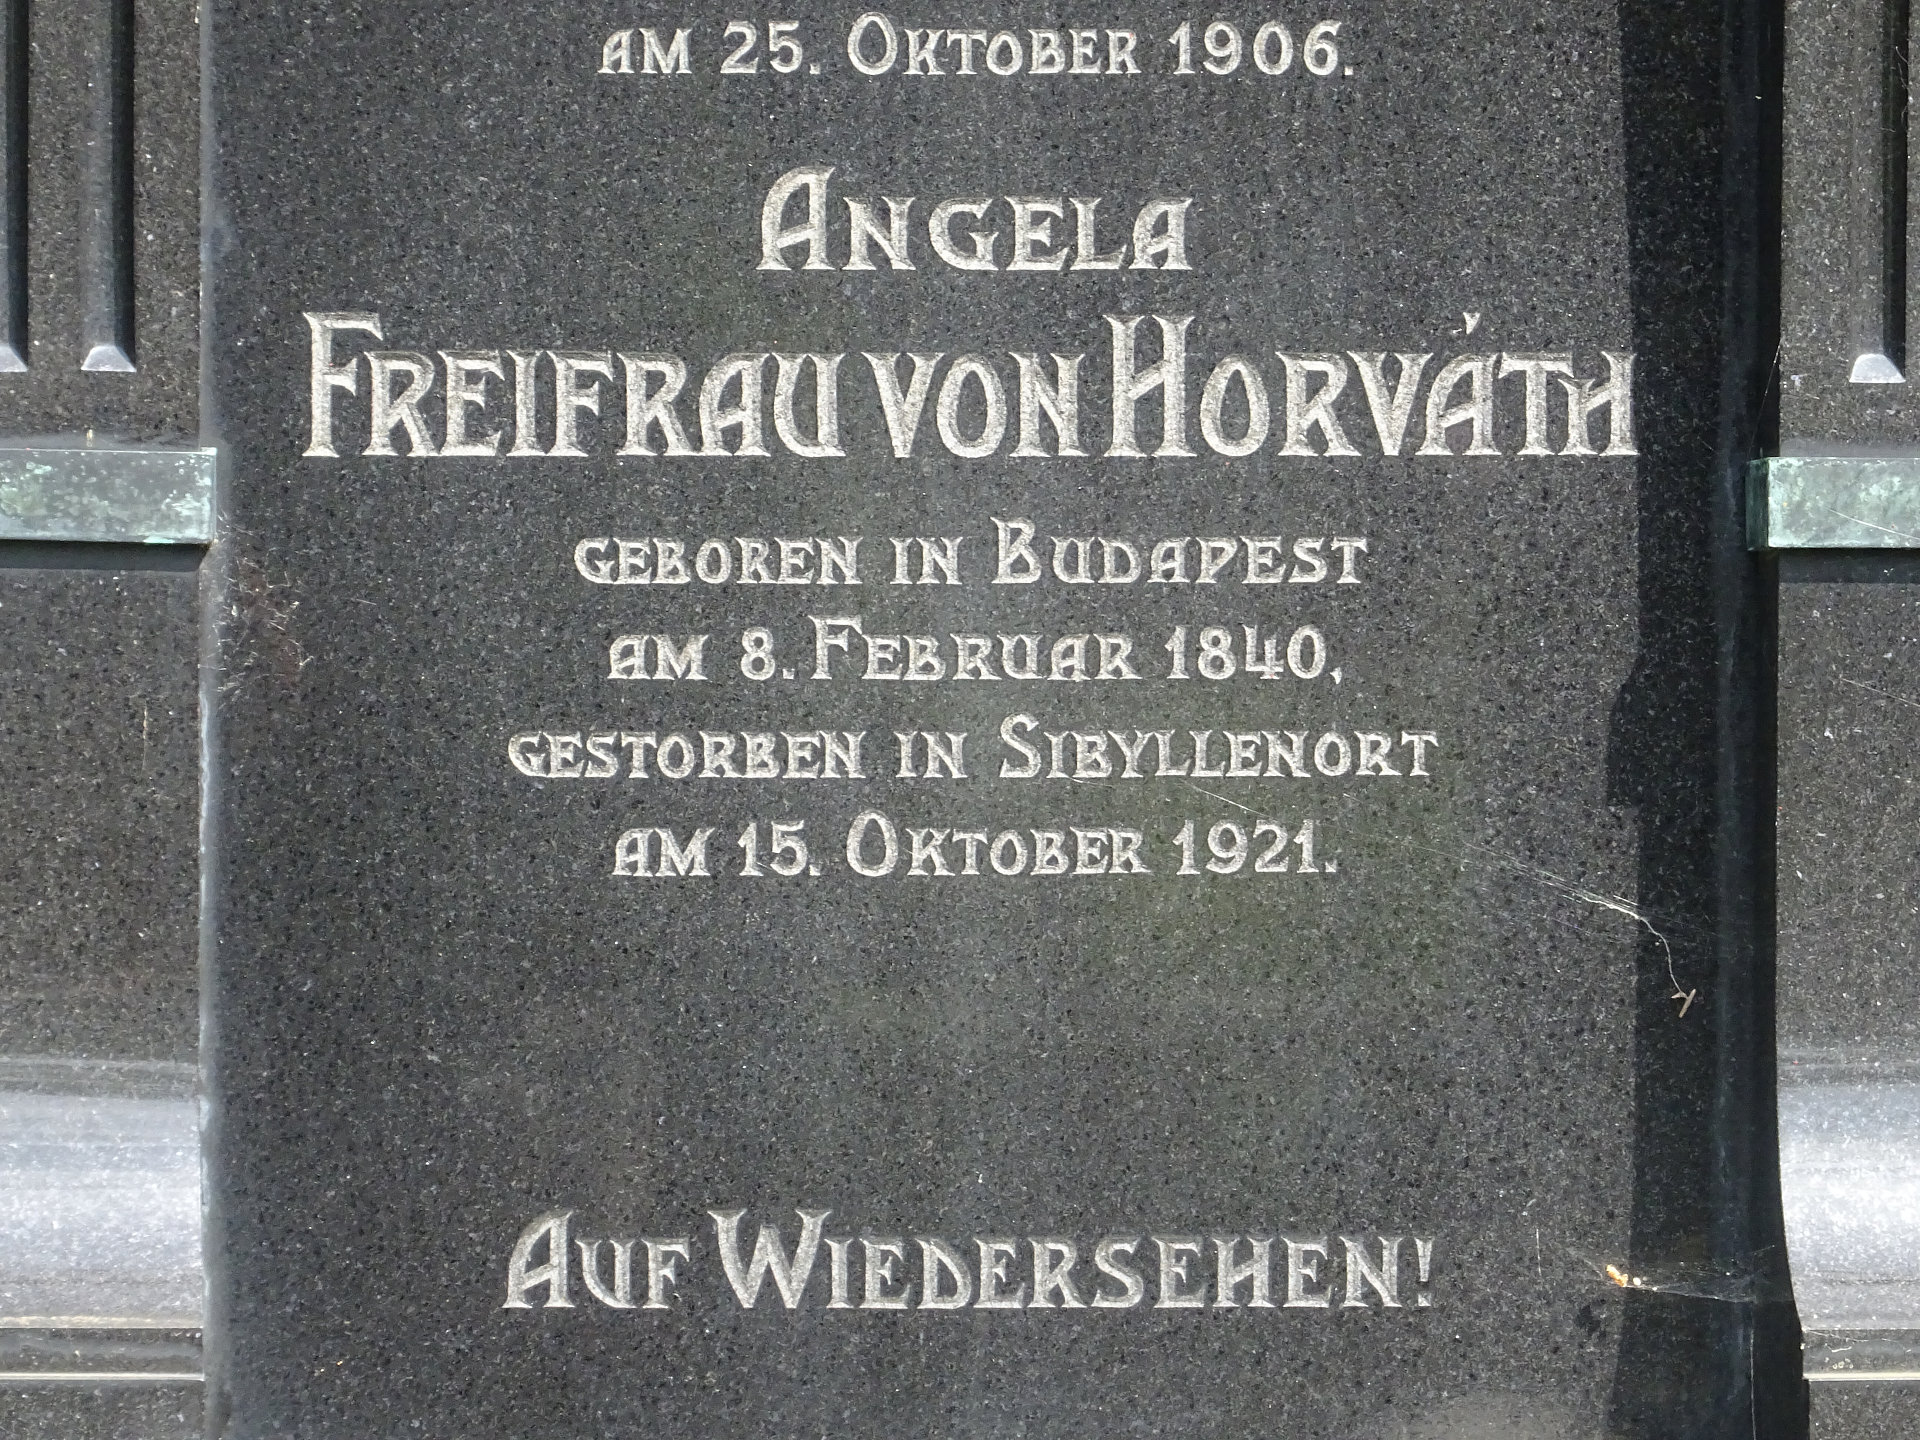 AM 25. OKTOBER 1906.
ANGELA
FREIFRAU VON HORVÁTH
GEBOREN IN BUDAPEST
AM 8. FEBRUAR 1840,
GESTORBEN IN SIBYLLENORT
AM 15. OKTOBER 1921.
AUF WIEDERSEHEN!